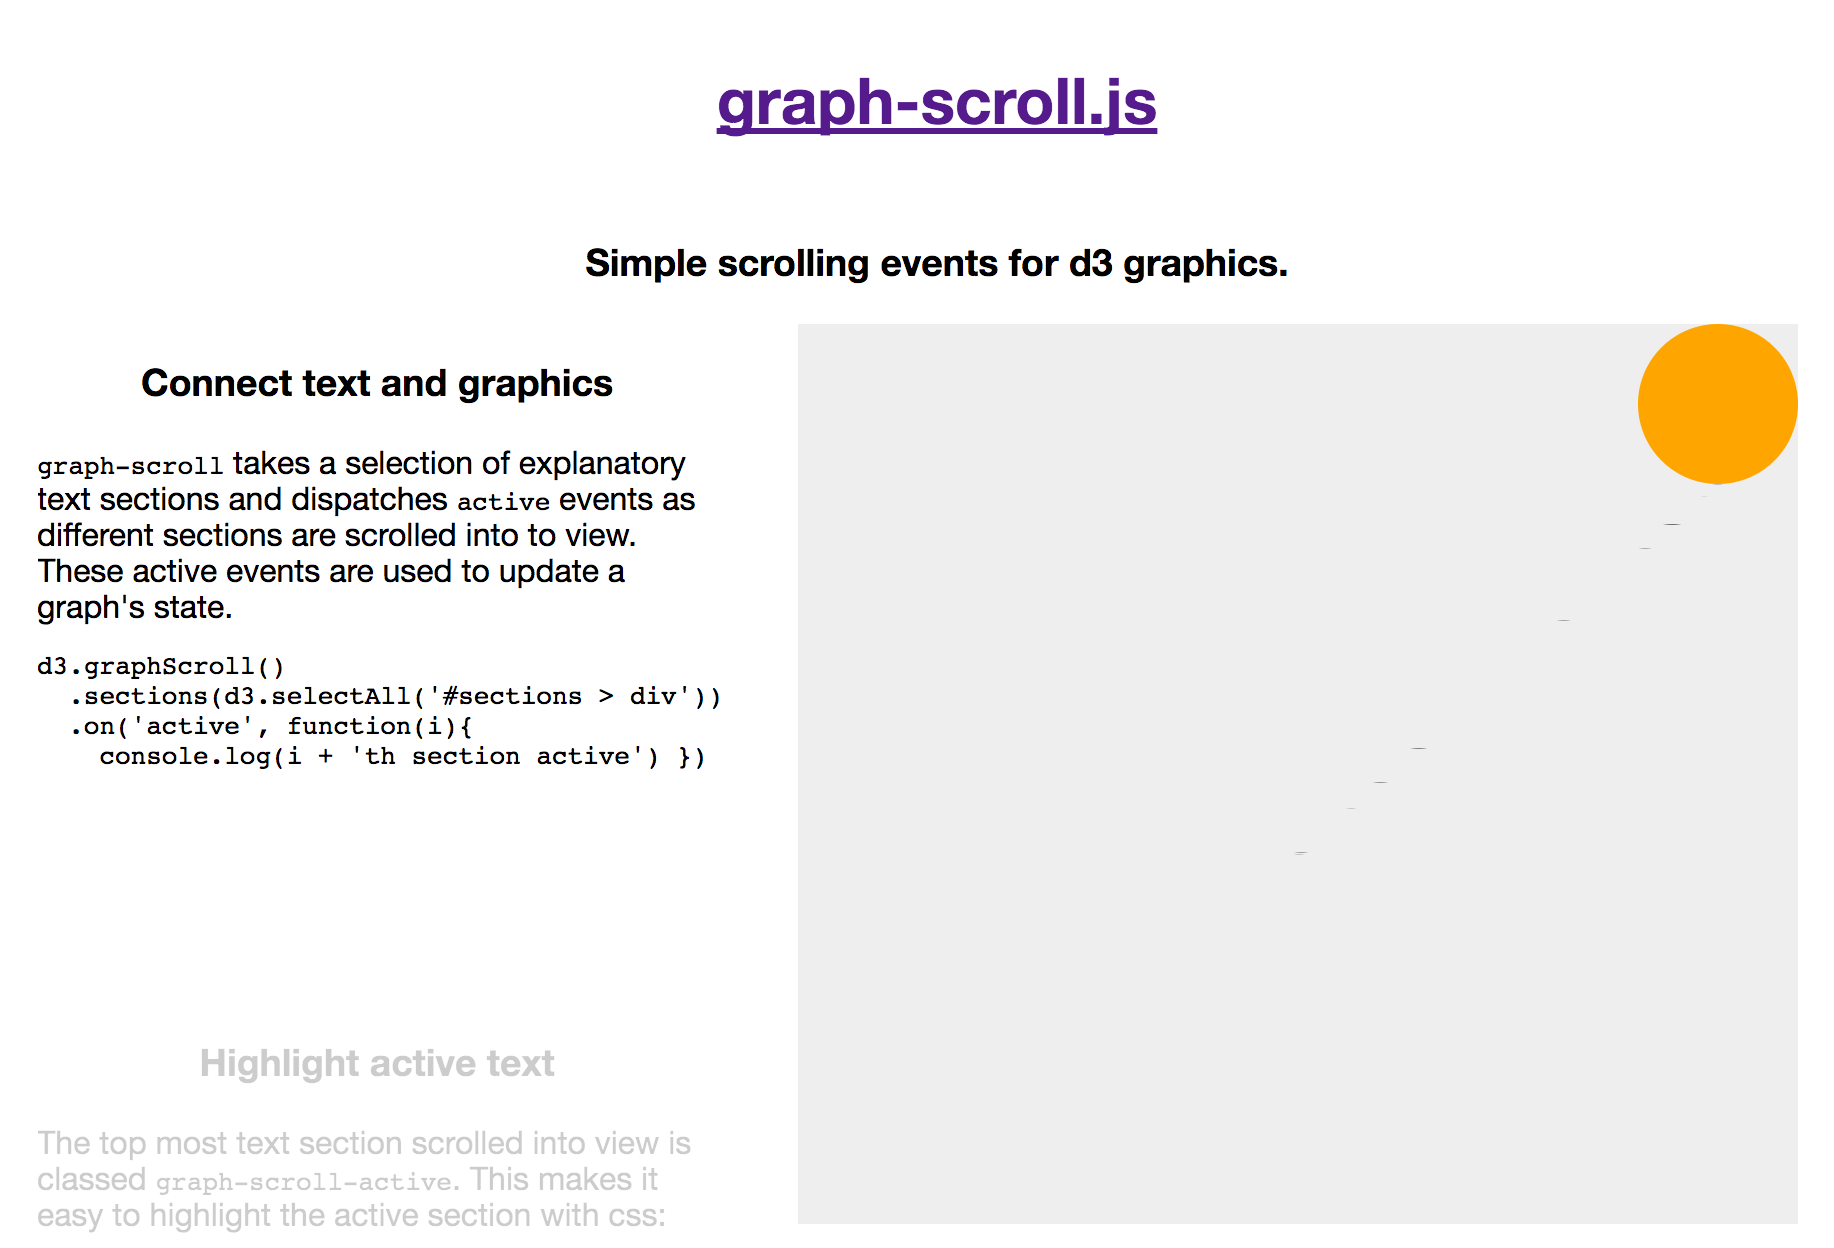 graph-scroll.js
Simple scrolling events for d3 graphics.
Connect text and graphics
graph-scroll takes a selection of explanatory
text sections and dispatches active events as
different sections are scrolled into to view.
These active events are used to update a
graph's state.
d3.graphScroll()
  .sections(d3.selectAll('#sections > div'))
  .on('active', function(i){
    console.log(i + 'th section active') })
Highlight active text
The top most text section scrolled into view is
classed graph-scroll-active. This makes it
easy to highlight the active section with css: